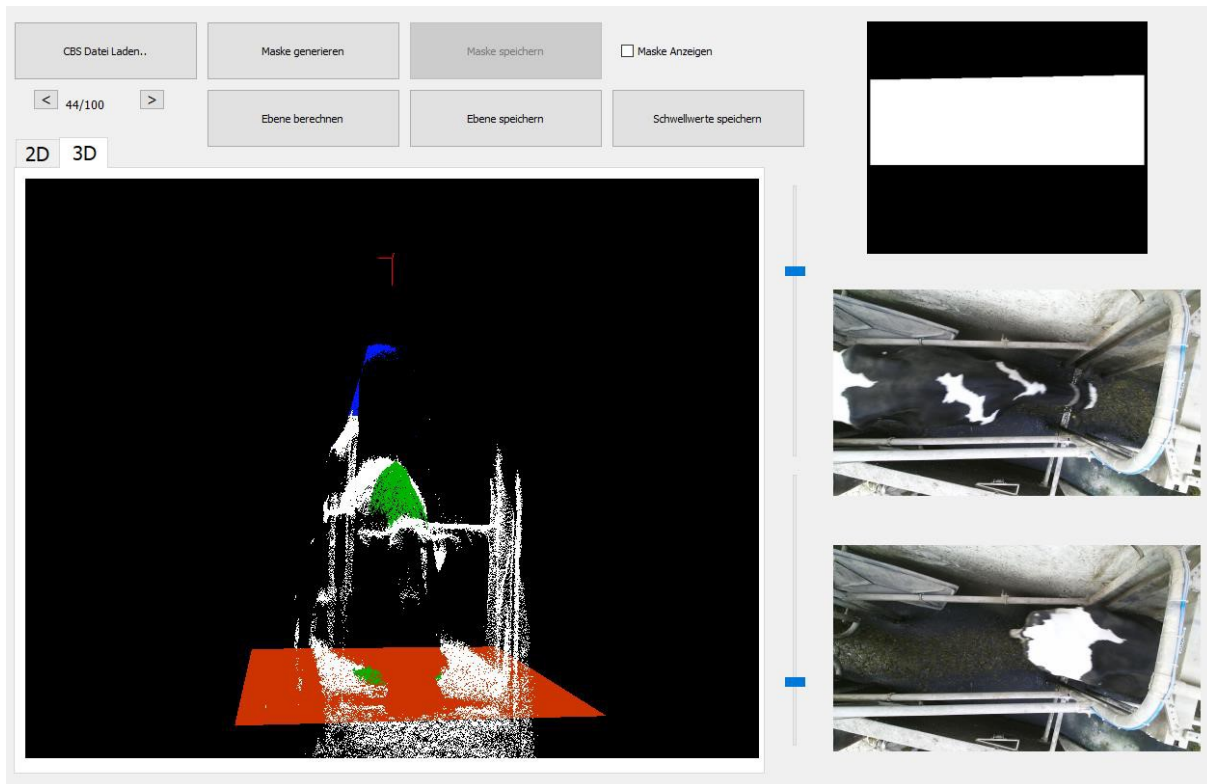 CBS Datei Laden..
Maske generieren
Maske speichern
Maske Anzeigen
<
44/100
>
Ebene berechnen
Ebene speichern
Schwellwerte speichern
2D
3D